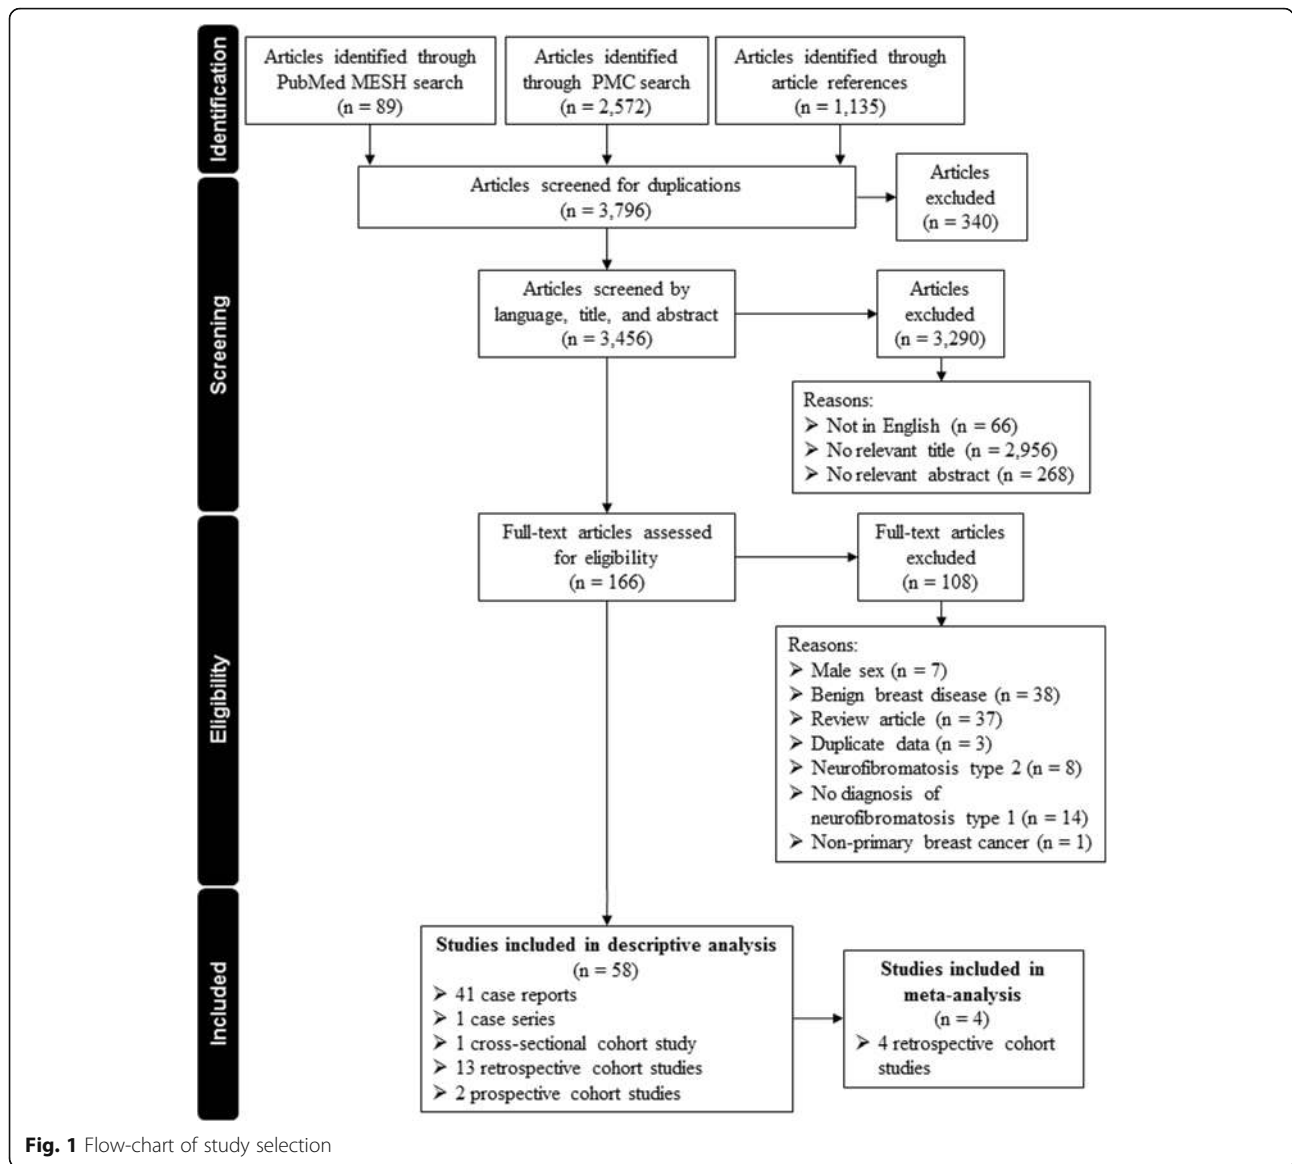 Identification
Articles identified through
PubMed MESH search
(n = 89)
Articles identified
through PMC search
(n = 2,572)
Articles identified through
article references
(n = 1,135)
Screening
Articles screened for duplications
(n = 3,796)
Articles
excluded
(n = 340)
Articles screened by
language, title, and abstract
(n = 3,456)
Articles
excluded
(n = 3,290)
Reasons:
➢ Not in English (n = 66)
➢ No relevant title (n = 2,956)
➢ No relevant abstract (n = 268)
Eligibility
Full-text articles assessed
for eligibility
(n = 166)
Full-text articles
excluded
(n = 108)
Reasons:
➢ Male sex (n = 7)
➢ Benign breast disease (n = 38)
➢ Review article (n = 37)
➢ Duplicate data (n = 3)
➢ Neurofibromatosis type 2 (n = 8)
➢ No diagnosis of
neurofibromatosis type 1 (n = 14)
➢ Non-primary breast cancer (n = 1)
Included
Studies included in descriptive analysis
(n = 58)
➢ 41 case reports
➢ 1 case series
➢ 1 cross-sectional cohort study
➢ 13 retrospective cohort studies
➢ 2 prospective cohort studies
Studies included in
meta-analysis
(n = 4)
➢ 4 retrospective cohort
studies
Fig. 1 Flow-chart of study selection